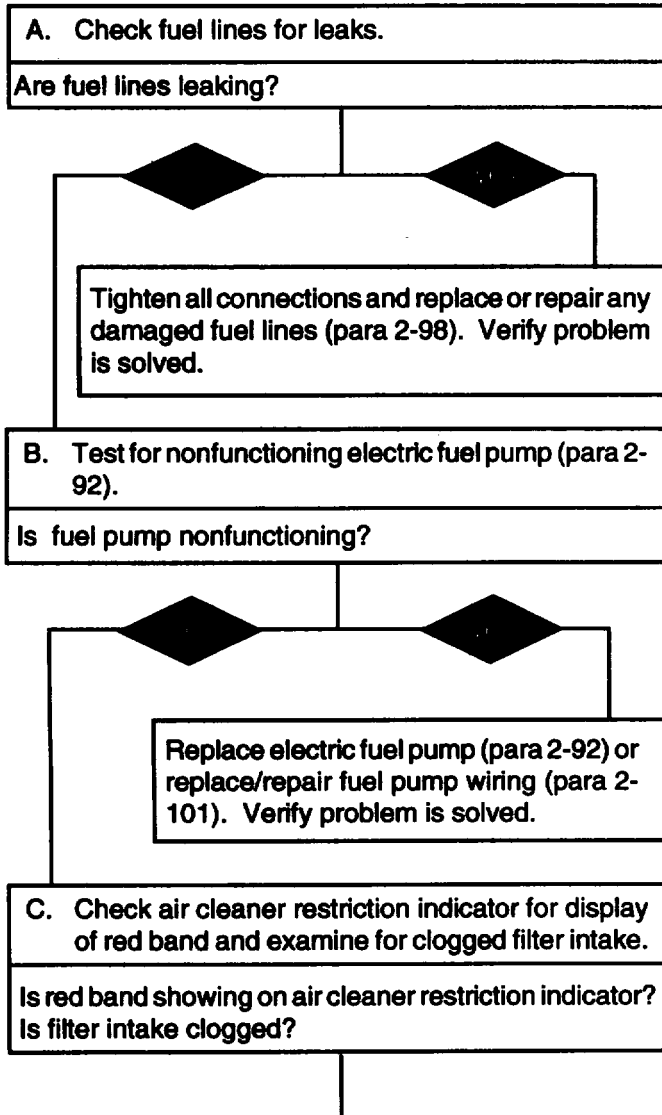 A. Check fuel lines for leaks.
Are fuel lines leaking?
Tighten all connections and replace or repair any
damaged fuel lines (para 2-98). Verify problem
is solved.
B. Test for nonfunctioning electric fuel pump (para 2-
92).
Is fuel pump nonfunctioning?
Replace electric fuel pump (para 2-92) or
replace/repair fuel pump wiring (para 2-
101). Verify problem is solved.
C. Check air cleaner restriction indicator for display
of red band and examine for clogged filter intake.
Is red band showing on air cleaner restriction indicator?
Is filter intake clogged?